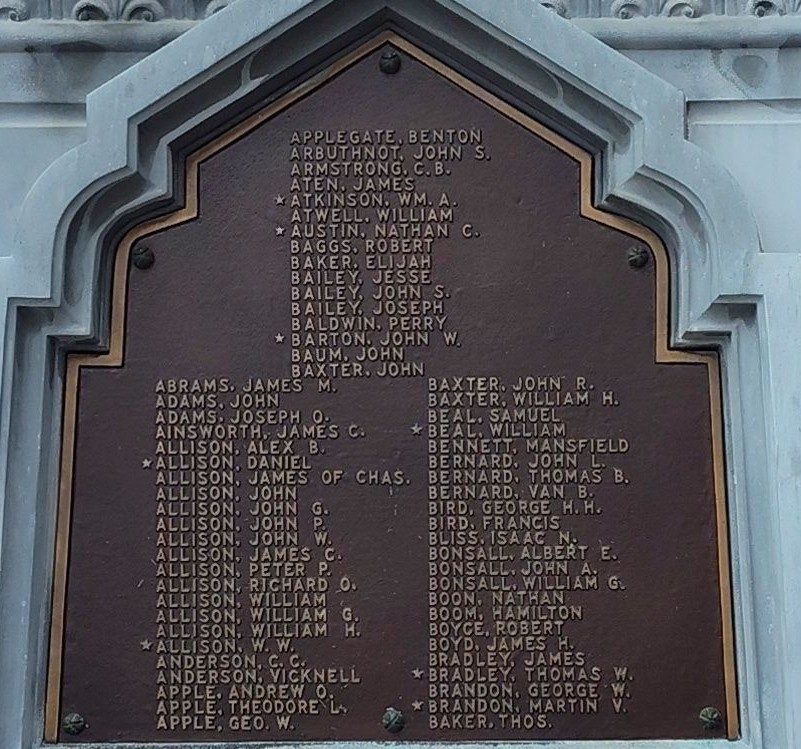 APPLEGATE, BENTON
ARBUTHNOT, JOHN S.
ARMSTRONG, C.B.
ATEN, JAMES
★ATKINSON, WM. A.
ATWELL, WILLIAM
★AUSTIN, NATHAN C.
BAGGS, ROBERT
BAKER, ELIJAH
BAILEY, JESSE
BAILEY, JOHN S.
BAILEY, JOSEPH
BALDWIN, PERRY
★BARTON, JOHN W.
BAUM, JOHN
BAXTER, JOHN
ABRAMS, JAMES M.
ADAMS, JOHN
ADAMS, JOSEPH O.
AINSWORTH, JAMES C.
ALLISON, ALEX B.
★ALLISON, DANIEL
ALLISON, JAMES OF CHAS.
ALLISON, JOHN
ALLISON, JOHN G.
ALLISON, JOHN P.
ALLISON, JOHN W.
ALLISON, JAMES C.
ALLISON, PETER P.
ALLISON, RICHARD O.
ALLISON, WILLIAM
ALLISON, WILLIAM G.
ALLISON, WILLIAM H.
★ALLISON, W. W.
ANDERSON, C. C.
ANDERSON, VICKNELL
APPLE, ANDREW O.
APPLE, THEODORE L.
APPLE, GEO. W.
BAXTER, JOHN R.
BAXTER, WILLIAM H.
BEAL, SAMUEL
★BEAL, WILLIAM
BENNETT, MANSFIELD
BERNARD, JOHN L.
BERNARD, THOMAS B.
BERNARD, VAN B.
BIRD, GEORGE H.H.
BIRD, FRANCIS
BLISS, ISAAC N.
BONSALL, ALBERT E.
BONSALL, JOHN A.
BONSALL, WILLIAM G.
BOON, NATHAN
BOOM, HAMILTON
BOYCE, ROBERT
BOYD, JAMES H.
BRADLEY, JAMES
★BRADLEY, THOMAS W.
BRANDON, GEORGE W.
★BRANDON, MARTIN V.
BAKER, THOS.